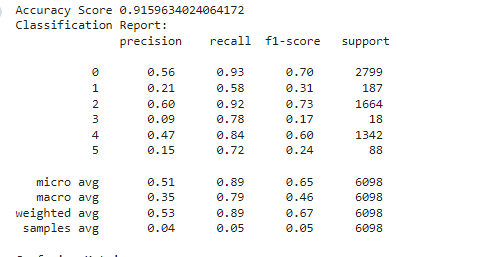 Accuracy Score 0.9159634024064172
Classification Report:
precision recall f1-score support
0 0.56 0.93 0.70 2799
1 0.21 0.58 0.31 187
2 0.60 0.92 0.73 1664
3 0.09 0.78 0.17 18
4 0.47 0.84 0.60 1342
5 0.15 0.72 0.24 88
micro avg 0.51 0.89 0.65 6098
macro avg 0.35 0.79 0.46 6098
weighted avg 0.53 0.89 0.67 6098
samples avg 0.04 0.05 0.05 6098